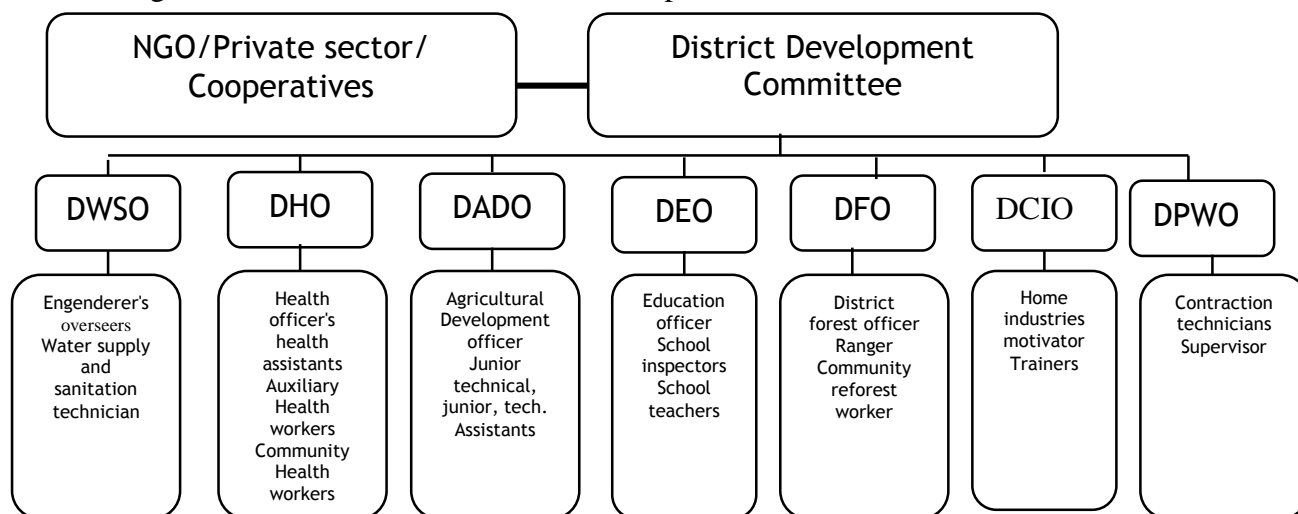 NGO/Private sector/
Cooperatives
District Development
Committee
DWSO
DHO
DADO
DEO
DFO
DCIO
DPWO
Engenderer's
overseers
Water supply
and
sanitation
technician
Health
officer's
health
assistants
Auxiliary
Health
workers
Community
Health
workers
Agricultural
Development
officer
Junior
technical,
junior, tech.
Assistants
Education
officer
School
inspectors
School
teachers
District
forest officer
Ranger
Community
reforest
worker
Home
industries
motivator
Trainers
Contraction
technicians
Supervisor